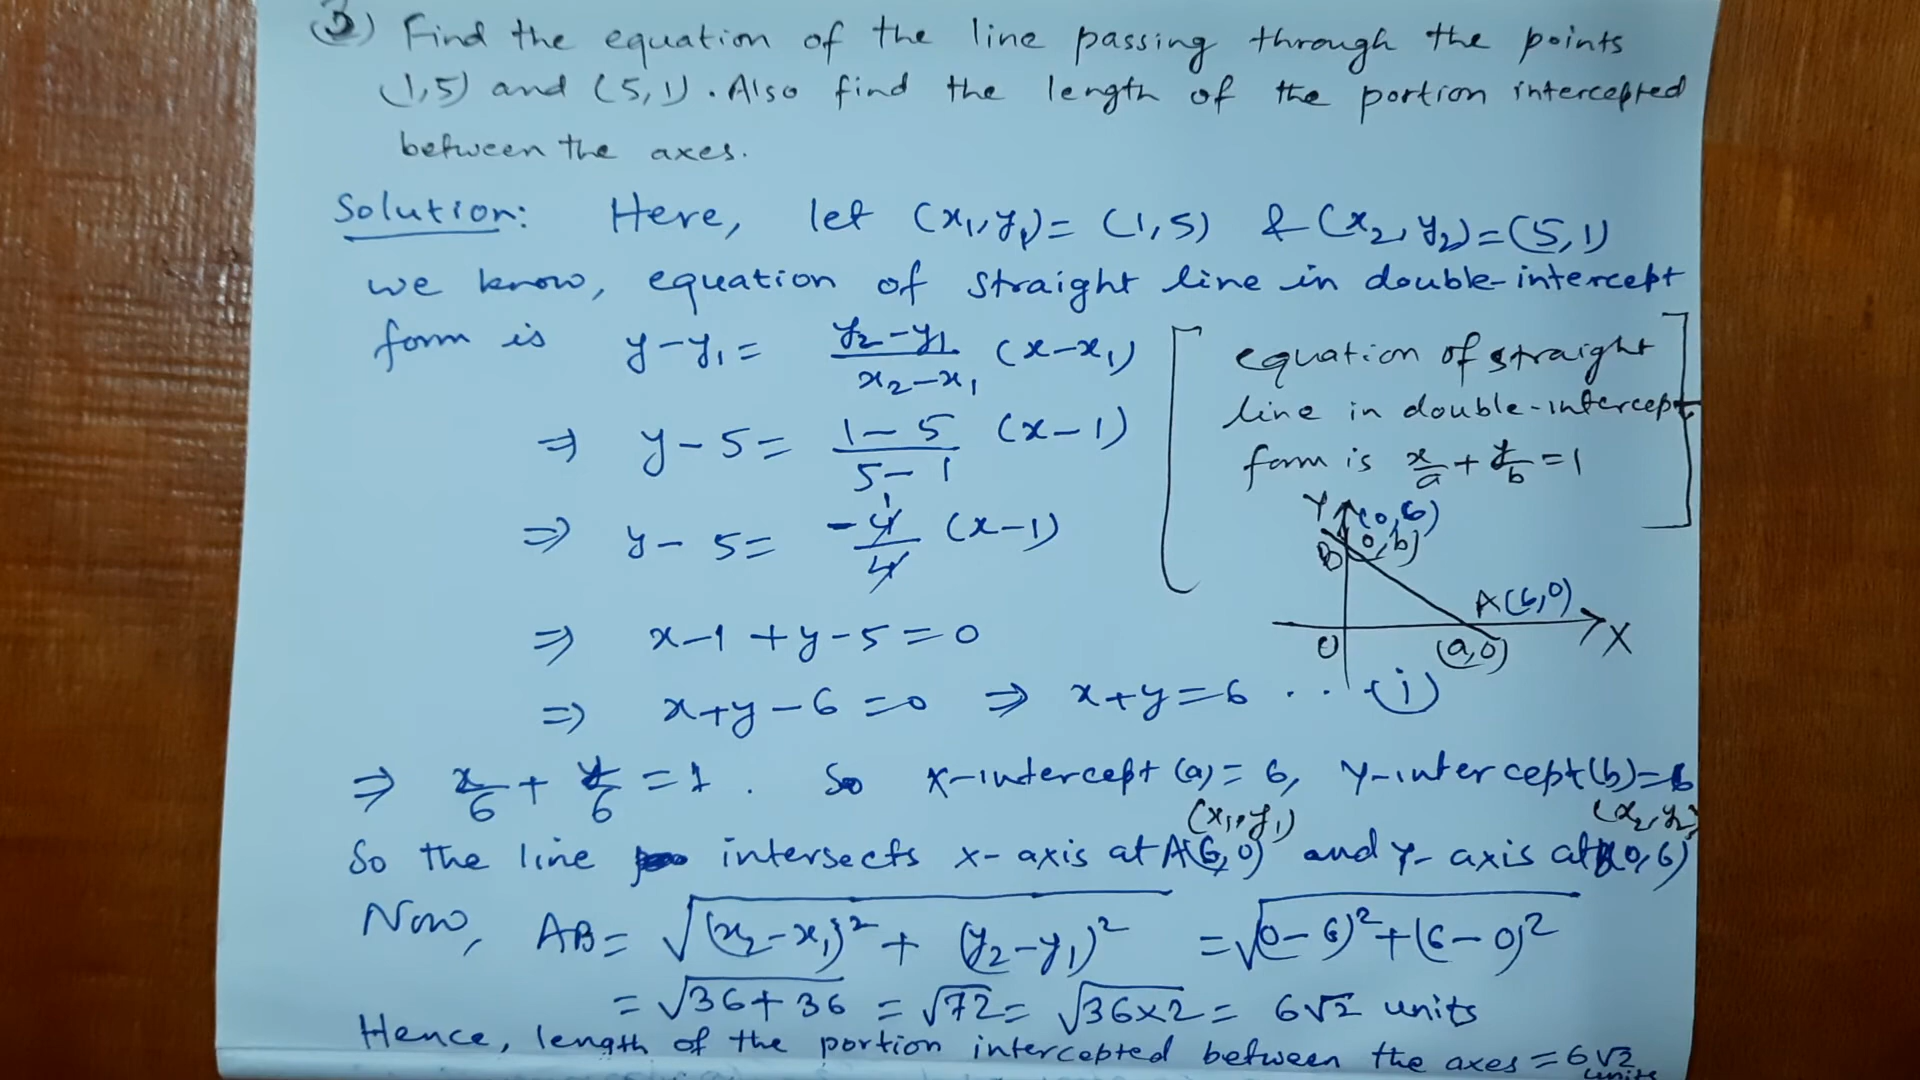 3) Find the equation of the line passing through the points
(1,5) and (5,1). Also find the length of the portion intercepted
between the axes.
Solution: Here, let (x₁,y₁) = (1,5) & (x₂,y₂)=(5,1)
we know, equation of straight line in double-intercept
form is y-y₁ = (y₂-y₁)/(x₂-x₁) (x-x₁)
[equation of straight
line in double-intercept
form is x/a + y/b = 1]
⇒ y-5 = (1-5)/(5-1) (x-1)
⇒ y-5 = -4/4 (x-1)
1
Y (0,6)
B (0,b)
A(6,0)
O (a,0) X
⇒ x-1+y-5=0
⇒ x+y-6=0 ⇒ x+y=6 ... (i)
⇒ x/6 + y/6 = 1. So x-intercept (a) = 6, Y-intercept (b)=6
(x₁,y₁) (x₂,y₂)
So the line intersects x-axis at A(6,0) and y-axis at B(0,6)
Now, AB = √((x₂-x₁)² + (y₂-y₁)²) = √((0-6)²+(6-0)²)
= √(36+36) = √72 = √(36×2) = 6√2 units
Hence, length of the portion intercepted between the axes = 6√2
units